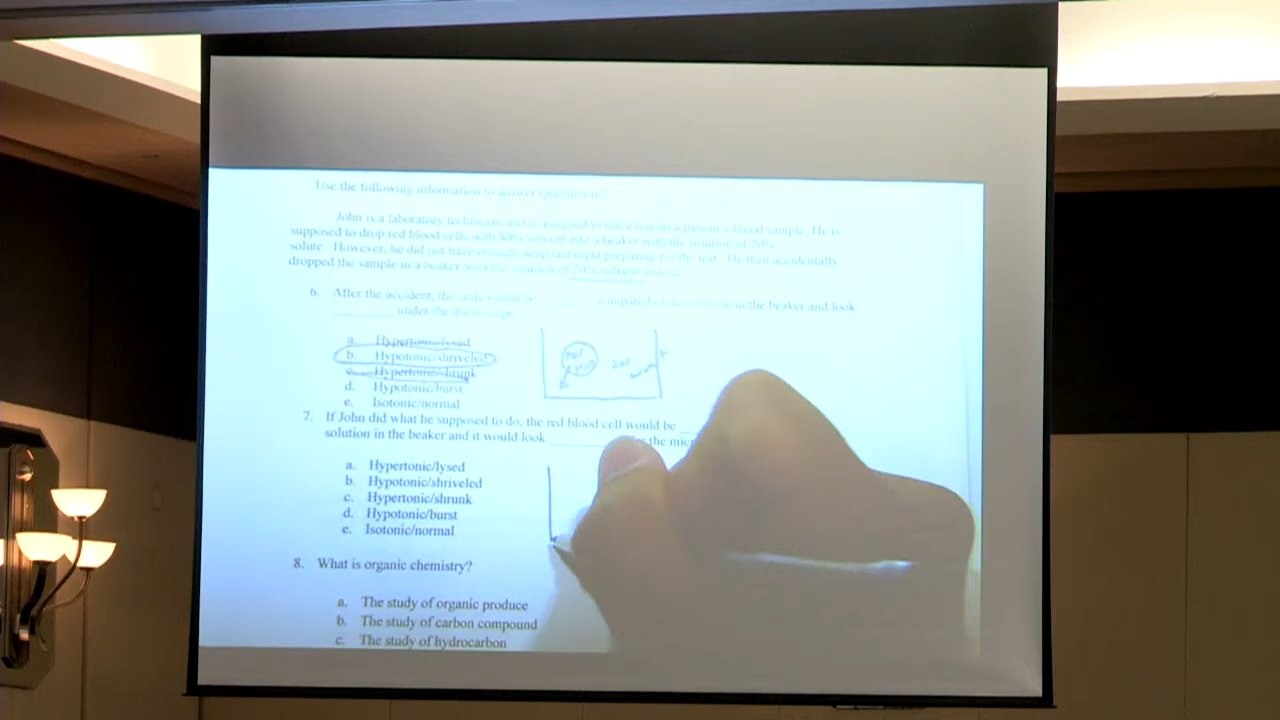 Use the following information to answer Question 6-7
John is a laboratory technician and is assigned to run a test on a patient's blood sample. He is
supposed to drop red blood cells with 80% solvent into a beaker with the solution of 20%
solute. However, he did not have enough sleep last night preparing for the test. He then accidentally
dropped the sample in a beaker with the solution of 20% solvent instead.
6. After the accident, the cells would be ________ compared to the solution in the beaker and look
________ under the microscope.
a. Hypertonic/lysed
b. Hypotonic/shriveled
c. Hypertonic/shrunk
d. Hypotonic/burst
e. Isotonic/normal
20%
7. If John did what he supposed to do, the red blood cell would be
solution in the beaker and it would look ________ the
a. Hypertonic/lysed
b. Hypotonic/shriveled
c. Hypertonic/shrunk
d. Hypotonic/burst
e. Isotonic/normal
8. What is organic chemistry?
a. The study of organic produce
b. The study of carbon compound
c. The study of hydrocarbon